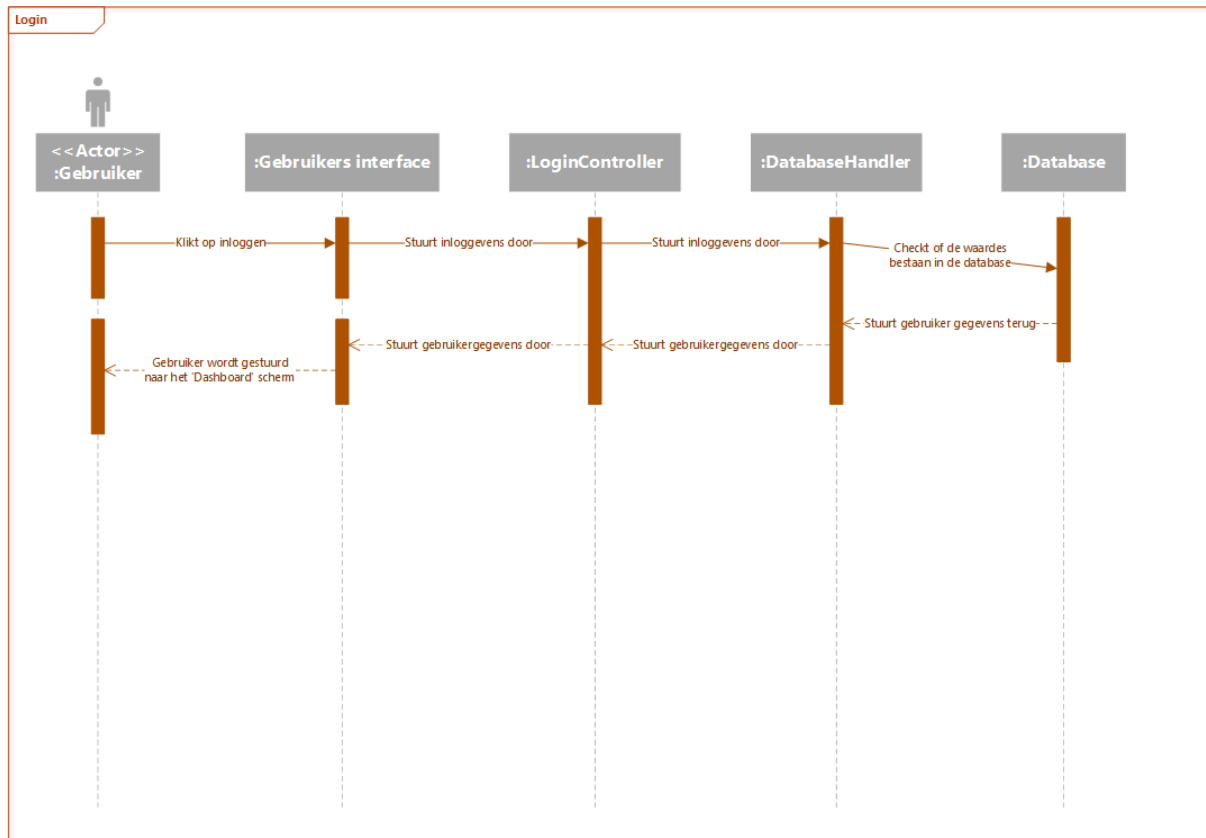 Login
<<Actor>>
:Gebruiker
:Gebruikers interface
:LoginController
:DatabaseHandler
:Database
Klikt op inloggen
Stuurt inloggevens door
Stuurt inloggevens door
Checkt of de waardes
bestaan in de database
Stuurt gebruiker gegevens terug
Stuurt gebruikergegevens door
Stuurt gebruikergegevens door
Gebruiker wordt gestuurd
naar het 'Dashboard' scherm